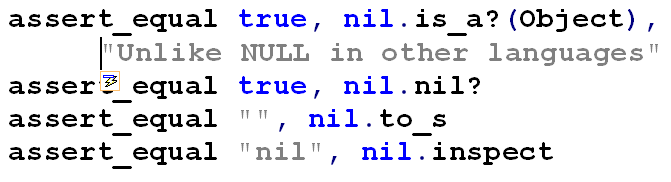 assert_equal true, nil.is_a?(Object),
"Unlike NULL in other languages"
assert_equal true, nil.nil?
assert_equal "", nil.to_s
assert_equal "nil", nil.inspect